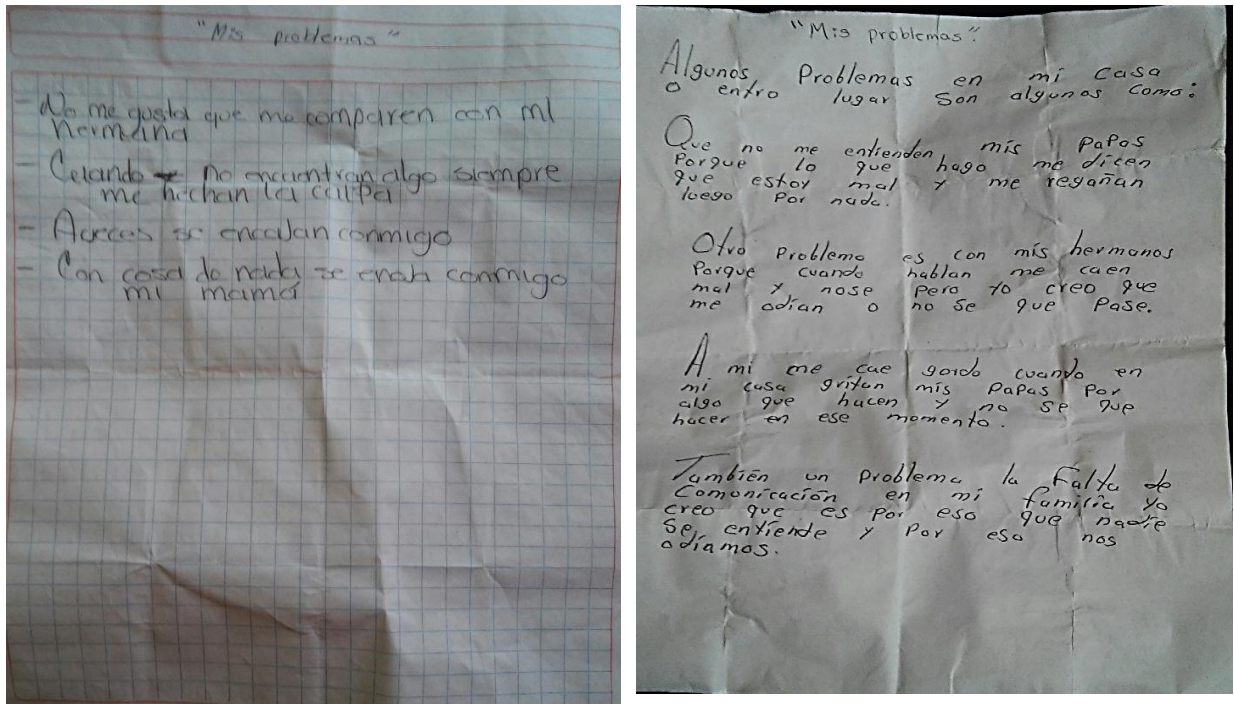 "Mis problemas"
- No me gusta que me comparen con mi
hermana
- Cuando no encuentran algo siempre
me hechan la culpa
- Aveces se encajan conmigo
- Con cosa de nada se enoja conmigo
mi mamá
"Mis problemas".
Algunos Problemas en mi casa
o entro lugar son algunos como:
Que no me entienden mis papas
Porque lo que hago me dicen
que estoy mal y me regañan
luego Por nada.
Otro Problema es con mis hermanos
Porque cuando hablan me caen
mal y nose pero yo creo que
me odian o no se que Pase.
A mi me cae gordo cuando en
mi casa gritan mis papas Por
algo que hacen y no se que
hacer en ese momento.
También un problema la Falta de
Comunicación en mi familia yo
creo que es por eso que nadie
Se entiende y Por eso nos
odiamos.